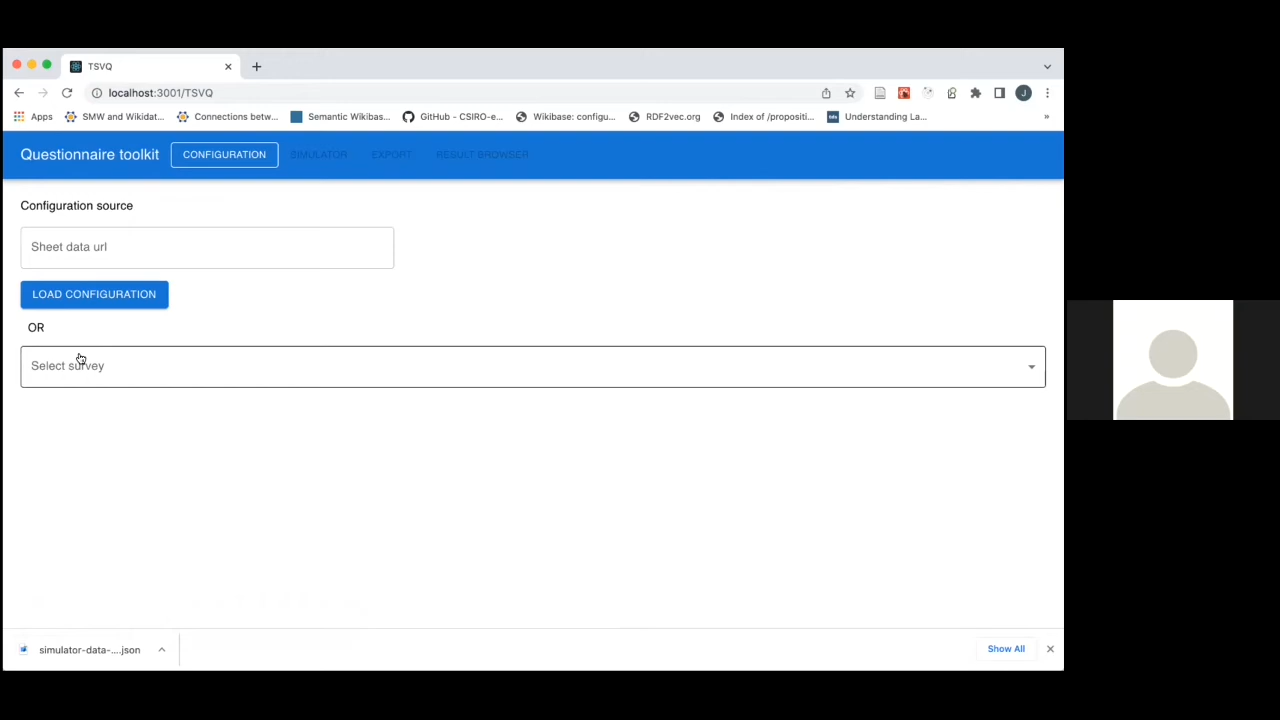 TSVQ
localhost:3001/TSVQ
J
Apps SMW and Wikidat... Connections betw... Semantic Wikibas... GitHub - CSIRO-e... Wikibase: configu... RDF2vec.org Index of /propositi... Understanding La... »
Questionnaire toolkit CONFIGURATION SIMULATOR EXPORT RESULT BROWSER
Configuration source
Sheet data url
LOAD CONFIGURATION
OR
Select survey
simulator-data-....json Show All